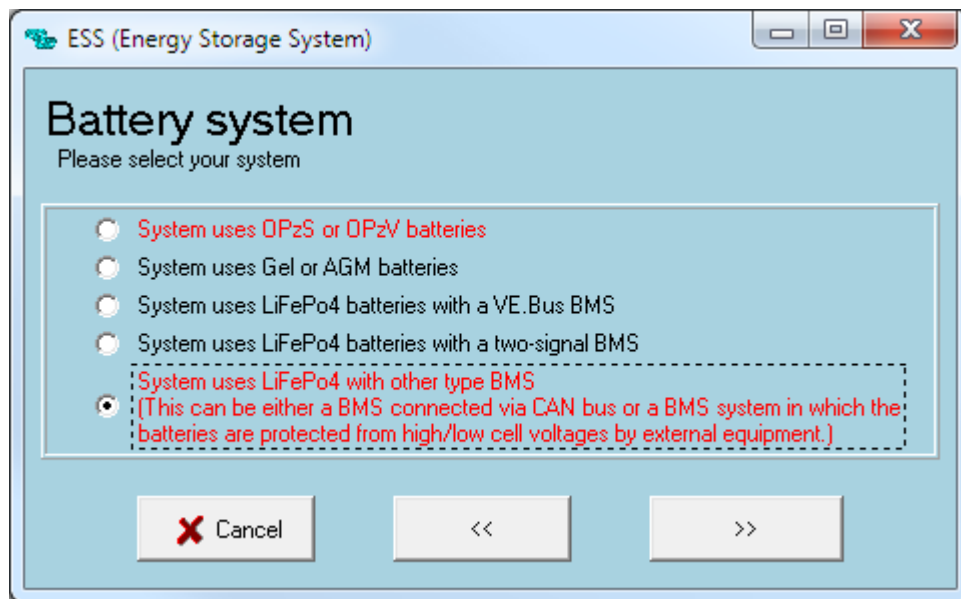 ESS (Energy Storage System)
Battery system
Please select your system
System uses OPzS or OPzV batteries
System uses Gel or AGM batteries
System uses LiFePo4 batteries with a VE.Bus BMS
System uses LiFePo4 batteries with a two-signal BMS
System uses LiFePo4 with other type BMS
(This can be either a BMS connected via CAN bus or a BMS system in which the
batteries are protected from high/low cell voltages by external equipment.)
Cancel
<<
>>